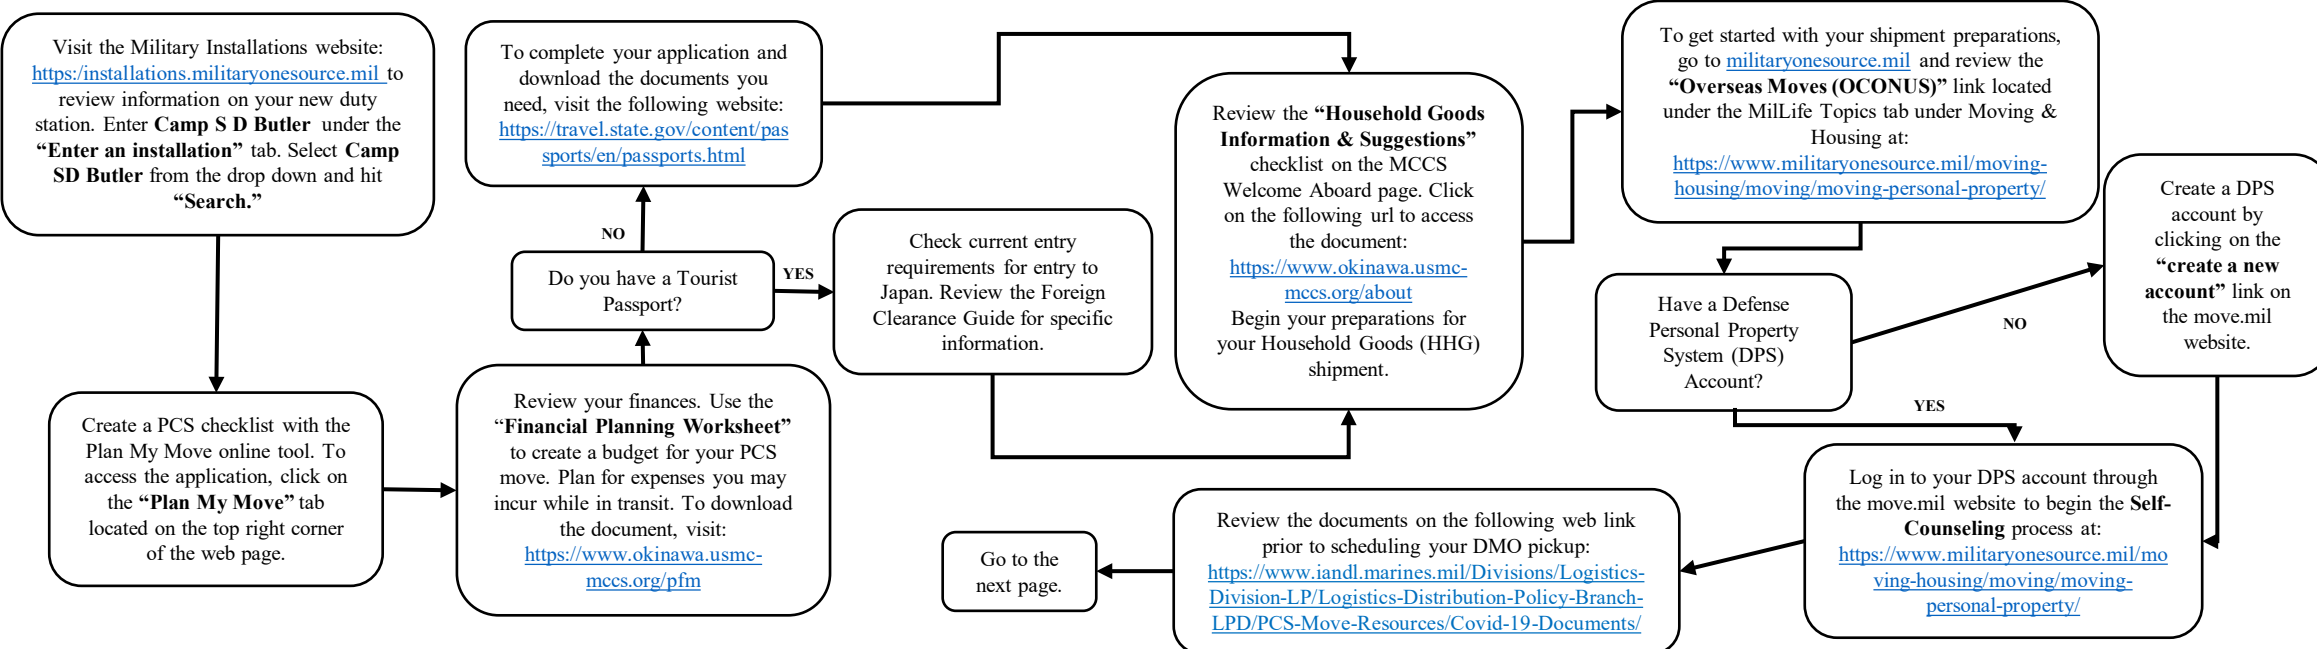 Visit the Military Installations website:
https:/installations.militaryonesource.mil to
review information on your new duty
station. Enter Camp S D Butler under the
“Enter an installation” tab. Select Camp
SD Butler from the drop down and hit
“Search.”
Create a PCS checklist with the
Plan My Move online tool. To
access the application, click on
the “Plan My Move” tab
located on the top right corner
of the web page.
Review your finances. Use the
“Financial Planning Worksheet”
to create a budget for your PCS
move. Plan for expenses you may
incur while in transit. To download
the document, visit:
https://www.okinawa.usmc-
mccs.org/pfm
Do you have a Tourist
Passport?
NO
To complete your application and
download the documents you
need, visit the following website:
https://travel.state.gov/content/pas
sports/en/passports.html
YES
Check current entry
requirements for entry to
Japan. Review the Foreign
Clearance Guide for specific
information.
Review the “Household Goods
Information & Suggestions”
checklist on the MCCS
Welcome Aboard page. Click
on the following url to access
the document:
https://www.okinawa.usmc-
mccs.org/about
Begin your preparations for
your Household Goods (HHG)
shipment.
To get started with your shipment preparations,
go to militaryonesource.mil and review the
“Overseas Moves (OCONUS)” link located
under the MilLife Topics tab under Moving &
Housing at:
https://www.militaryonesource.mil/moving-
housing/moving/moving-personal-property/
Have a Defense
Personal Property
System (DPS)
Account?
NO
Create a DPS
account by
clicking on the
“create a new
account” link on
the move.mil
website.
YES
Log in to your DPS account through
the move.mil website to begin the Self-
Counseling process at:
https://www.militaryonesource.mil/mo
ving-housing/moving/moving-
personal-property/
Review the documents on the following web link
prior to scheduling your DMO pickup:
https://www.iandl.marines.mil/Divisions/Logistics-
Division-LP/Logistics-Distribution-Policy-Branch-
LPD/PCS-Move-Resources/Covid-19-Documents/
Go to the
next page.